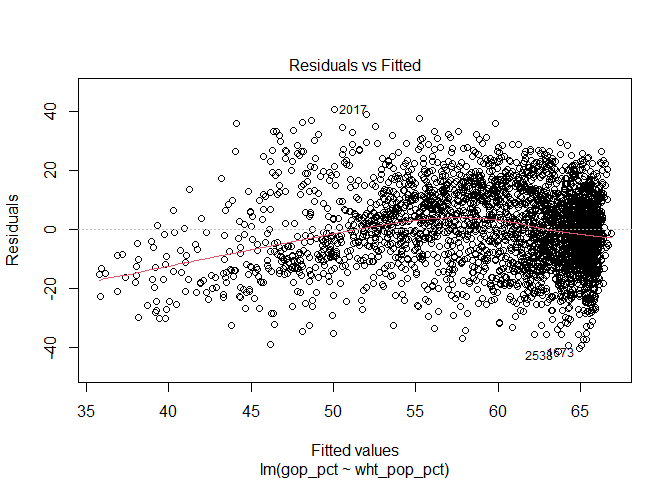 Residuals vs Fitted
40
20
0
-20
-40
Residuals
2017
2538
1673
35 40 45 50 55 60 65
Fitted values
lm(gop_pct ~ wht_pop_pct)